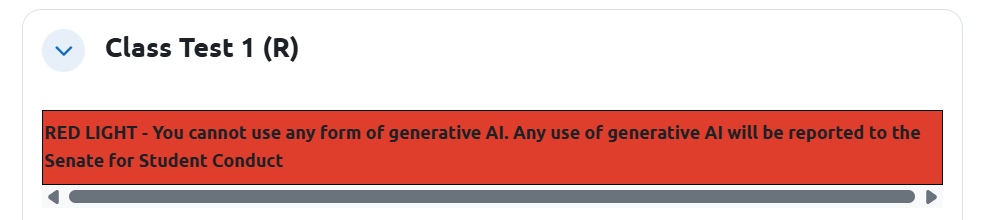 Class Test 1 (R)
RED LIGHT - You cannot use any form of generative AI. Any use of generative AI will be reported to the
Senate for Student Conduct